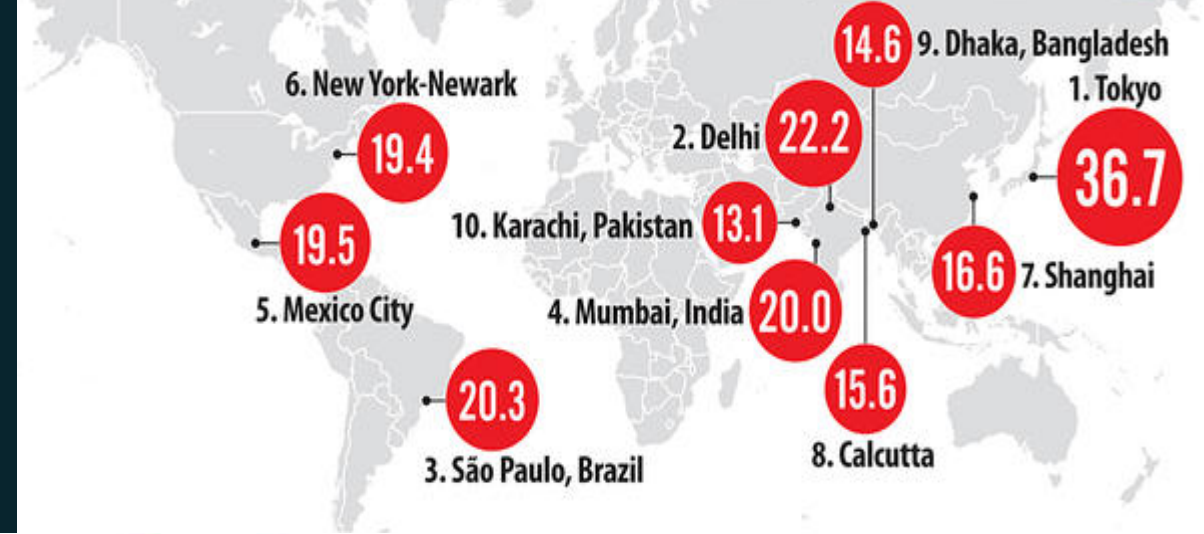 14.6
9. Dhaka, Bangladesh
1. Tokyo
36.7
6. New York-Newark
19.4
2. Delhi
22.2
10. Karachi, Pakistan
13.1
19.5
5. Mexico City
4. Mumbai, India
20.0
16.6
7. Shanghai
15.6
8. Calcutta
20.3
3. São Paulo, Brazil